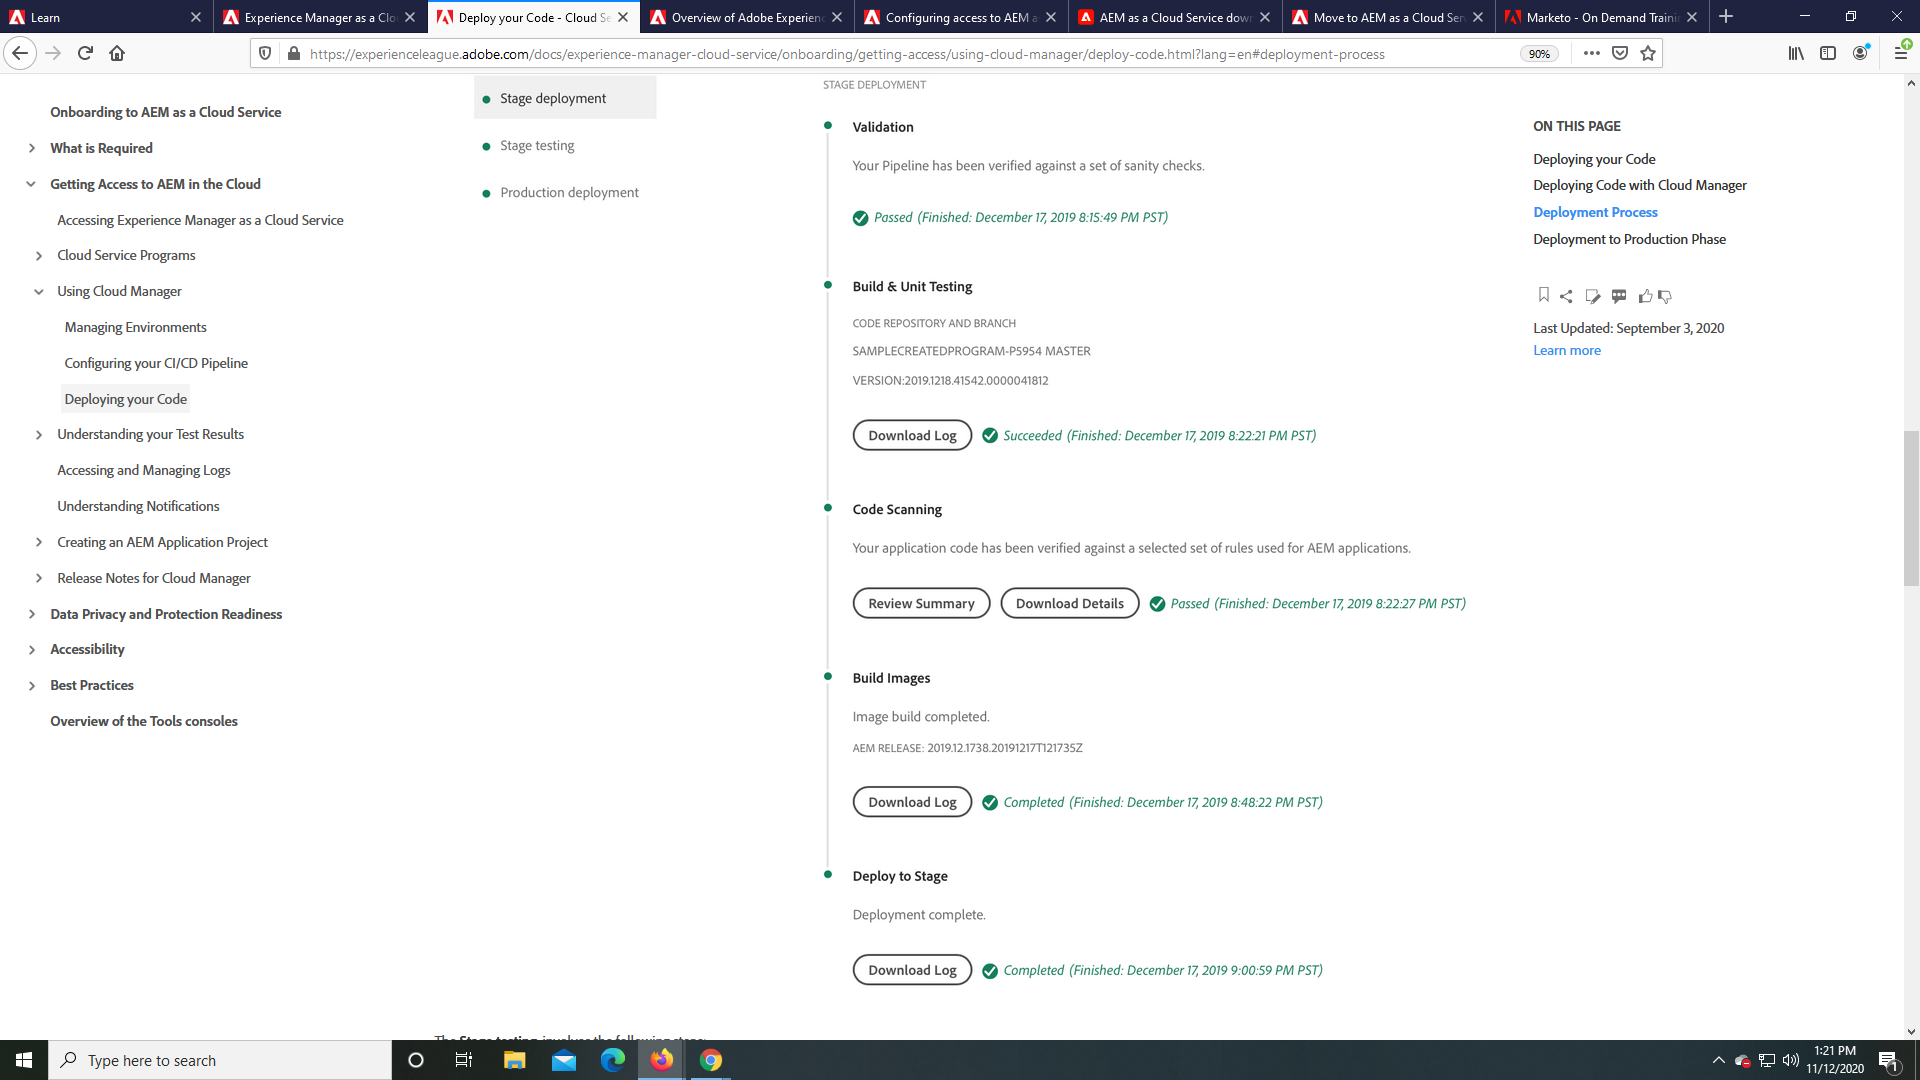 Learn
Experience Manager as a Clo
Deploy your Code - Cloud Se
Overview of Adobe Experienc
Configuring access to AEM a
AEM as a Cloud Service dow
Move to AEM as a Cloud Ser
Marketo - On Demand Traini
https://experienceleague.adobe.com/docs/experience-manager-cloud-service/onboarding/getting-access/using-cloud-manager/deploy-code.html?lang=en#deployment-process
90%
Onboarding to AEM as a Cloud Service
What is Required
Getting Access to AEM in the Cloud
Accessing Experience Manager as a Cloud Service
Cloud Service Programs
Using Cloud Manager
Managing Environments
Configuring your CI/CD Pipeline
Deploying your Code
Understanding your Test Results
Accessing and Managing Logs
Understanding Notifications
Creating an AEM Application Project
Release Notes for Cloud Manager
Data Privacy and Protection Readiness
Accessibility
Best Practices
Overview of the Tools consoles
Stage deployment
Stage testing
Production deployment
STAGE DEPLOYMENT
Validation
Your Pipeline has been verified against a set of sanity checks.
Passed (Finished: December 17, 2019 8:15:49 PM PST)
Build & Unit Testing
CODE REPOSITORY AND BRANCH
SAMPLECREATEDPROGRAM-P5954 MASTER
VERSION:2019.1218.41542.0000041812
Download Log Succeeded (Finished: December 17, 2019 8:22:21 PM PST)
Code Scanning
Your application code has been verified against a selected set of rules used for AEM applications.
Review Summary Download Details Passed (Finished: December 17, 2019 8:22:27 PM PST)
Build Images
Image build completed.
AEM RELEASE: 2019.12.1738.20191217T121735Z
Download Log Completed (Finished: December 17, 2019 8:48:22 PM PST)
Deploy to Stage
Deployment complete.
Download Log Completed (Finished: December 17, 2019 9:00:59 PM PST)
The Stage testing, involves the following steps:
ON THIS PAGE
Deploying your Code
Deploying Code with Cloud Manager
Deployment Process
Deployment to Production Phase
Last Updated: September 3, 2020
Learn more
Type here to search
1:21 PM
11/12/2020
1